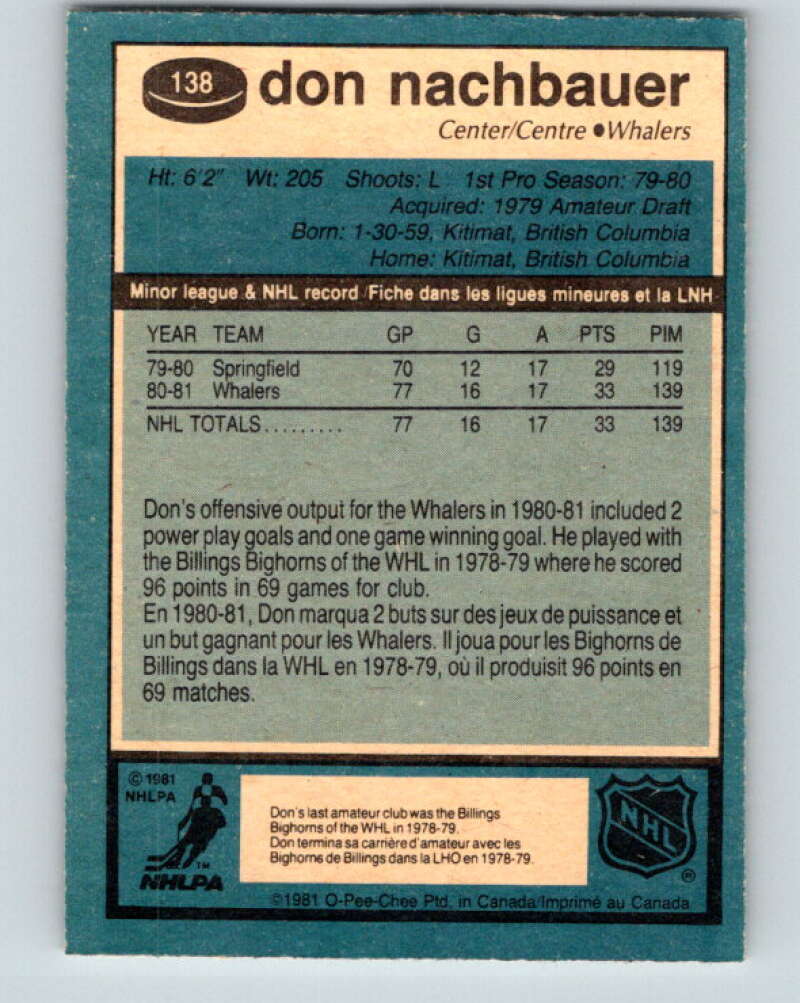 138 don nachbauer
Center/Centre ●Whalers
Ht: 6'2" Wt: 205 Shoots: L 1st Pro Season: 79-80
Acquired: 1979 Amateur Draft
Born: 1-30-59, Kitimat, British Columbia
Home: Kitimat, British Columbia
Minor league & NHL record/Fiche dans les ligues mineures et la LNH
YEAR TEAM GP G A PTS PIM
79-80 Springfield 70 12 17 29 119
80-81 Whalers 77 16 17 33 139
NHL TOTALS......... 77 16 17 33 139
Don's offensive output for the Whalers in 1980-81 included 2
power play goals and one game winning goal. He played with
the Billings Bighorns of the WHL in 1978-79 where he scored
96 points in 69 games for club.
En 1980-81, Don marqua 2 buts sur des jeux de puissance et
un but gagnant pour les Whalers. Il joua pour les Bighorns de
Billings dans la WHL en 1978-79, où il produisit 96 points en
69 matches.
© 1981
NHLPA
TM
NHLPA
Don's last amateur club was the Billings
Bighorns of the WHL in 1978-79.
Don termina sa carrière d'amateur avec les
Bighorns de Billings dans la LHO en 1978-79.
NHL
®
©1981 O-Pee-Chee Ptd. in Canada/Imprimé au Canada